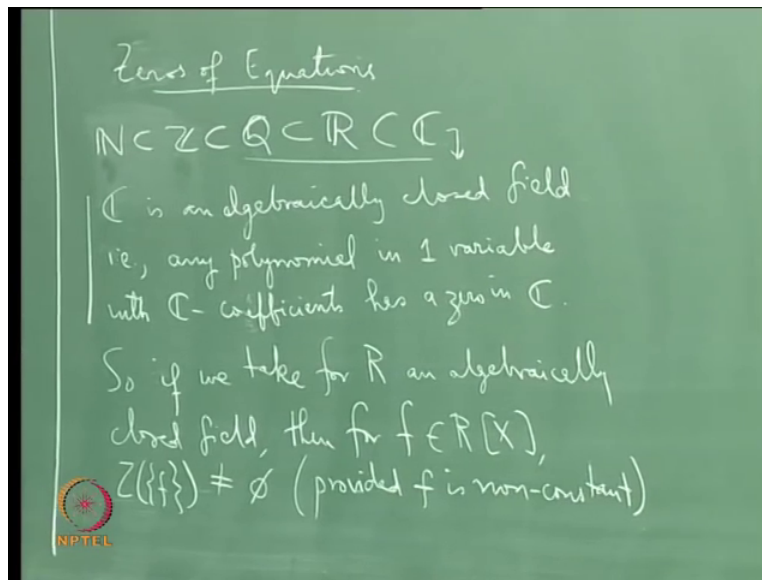 Zeros of Equations
ℕ ⊂ ℤ ⊂ ℚ ⊂ ℝ ⊂ ℂ
ℂ is an algebraically closed field
i.e., any polynomial in 1 variable
with ℂ-coefficients has a zero in ℂ.
So if we take for R an algebraically
closed field, then for f ∈ R[X],
Z({f}) ≠ ∅ (provided f is non-constant)
NPTEL